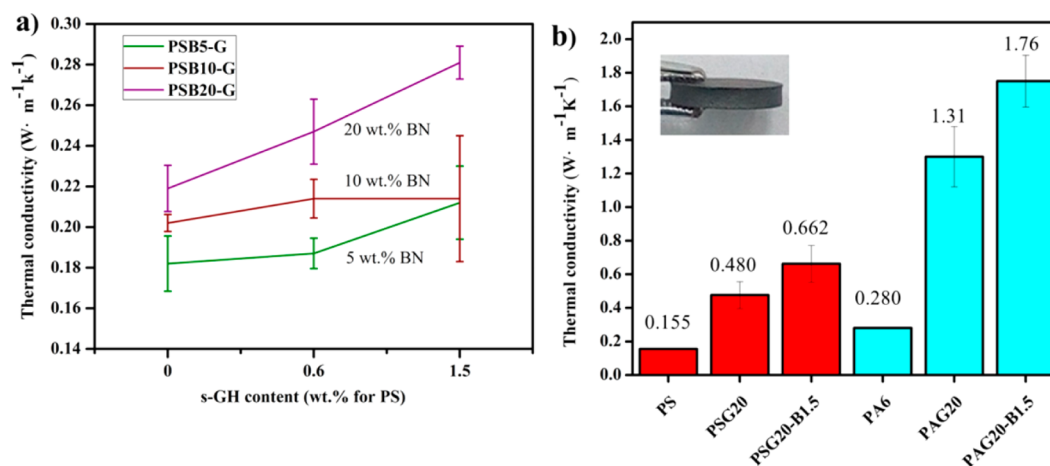 a)
0.30
0.28
0.26
0.24
0.22
0.20
0.18
0.16
0.14
Thermal conductivity (W· m⁻¹k⁻¹)
PSB5-G
PSB10-G
PSB20-G
20 wt.% BN
10 wt.% BN
5 wt.% BN
0
0.6
1.5
s-GH content (wt.% for PS)
b)
2.0
1.8
1.6
1.4
1.2
1.0
0.8
0.6
0.4
0.2
0.0
Thermal conductivity (W· m⁻¹K⁻¹)
0.155
0.480
0.662
0.280
1.31
1.76
PS
PSG20
PSG20-B1.5
PA6
PAG20
PAG20-B1.5